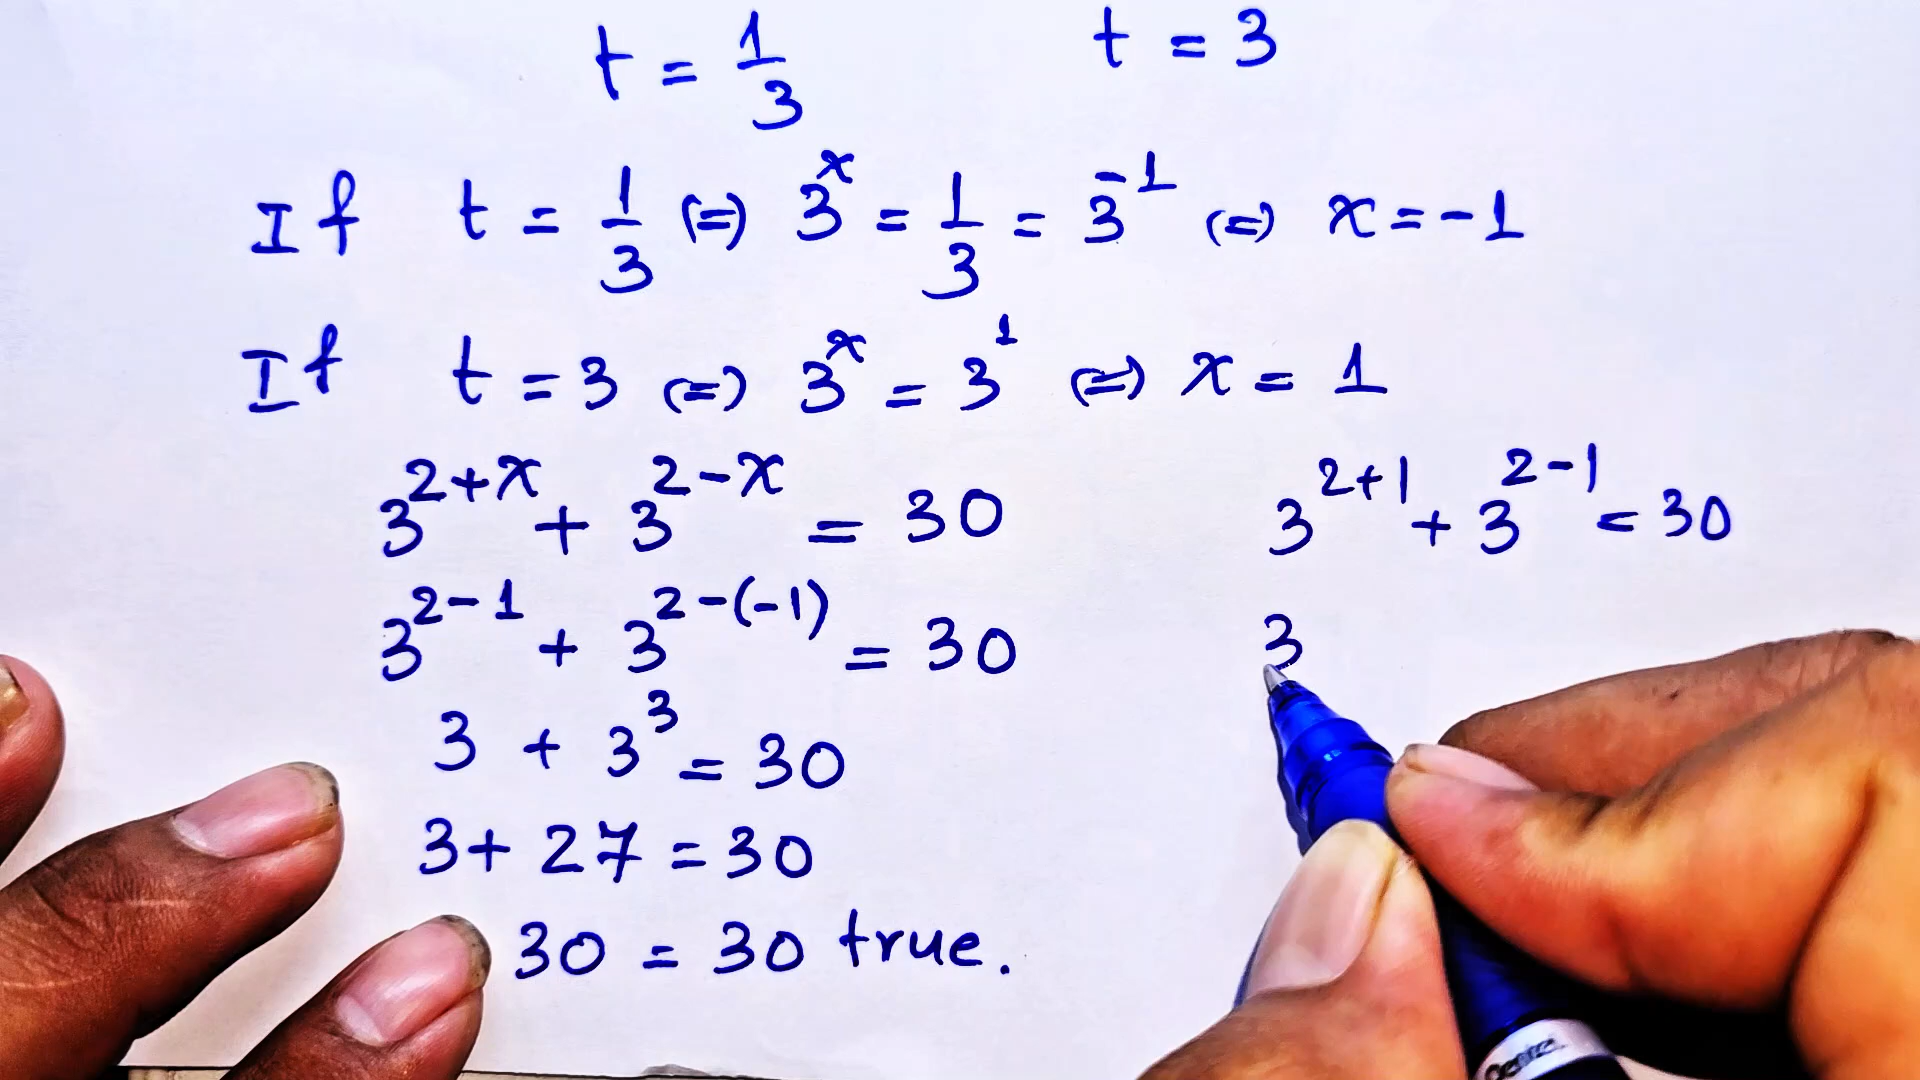 t = 1/3 t = 3
If t = 1/3 (=) 3^x = 1/3 = 3^-1 (=) x = -1
If t = 3 (=) 3^x = 3^1 (=) x = 1
3^2+x + 3^2-x = 30 3^2+1 + 3^2-1 = 30
3^2-1 + 3^2-(-1) = 30 3
3 + 3^3 = 30
3 + 27 = 30
30 = 30 true.